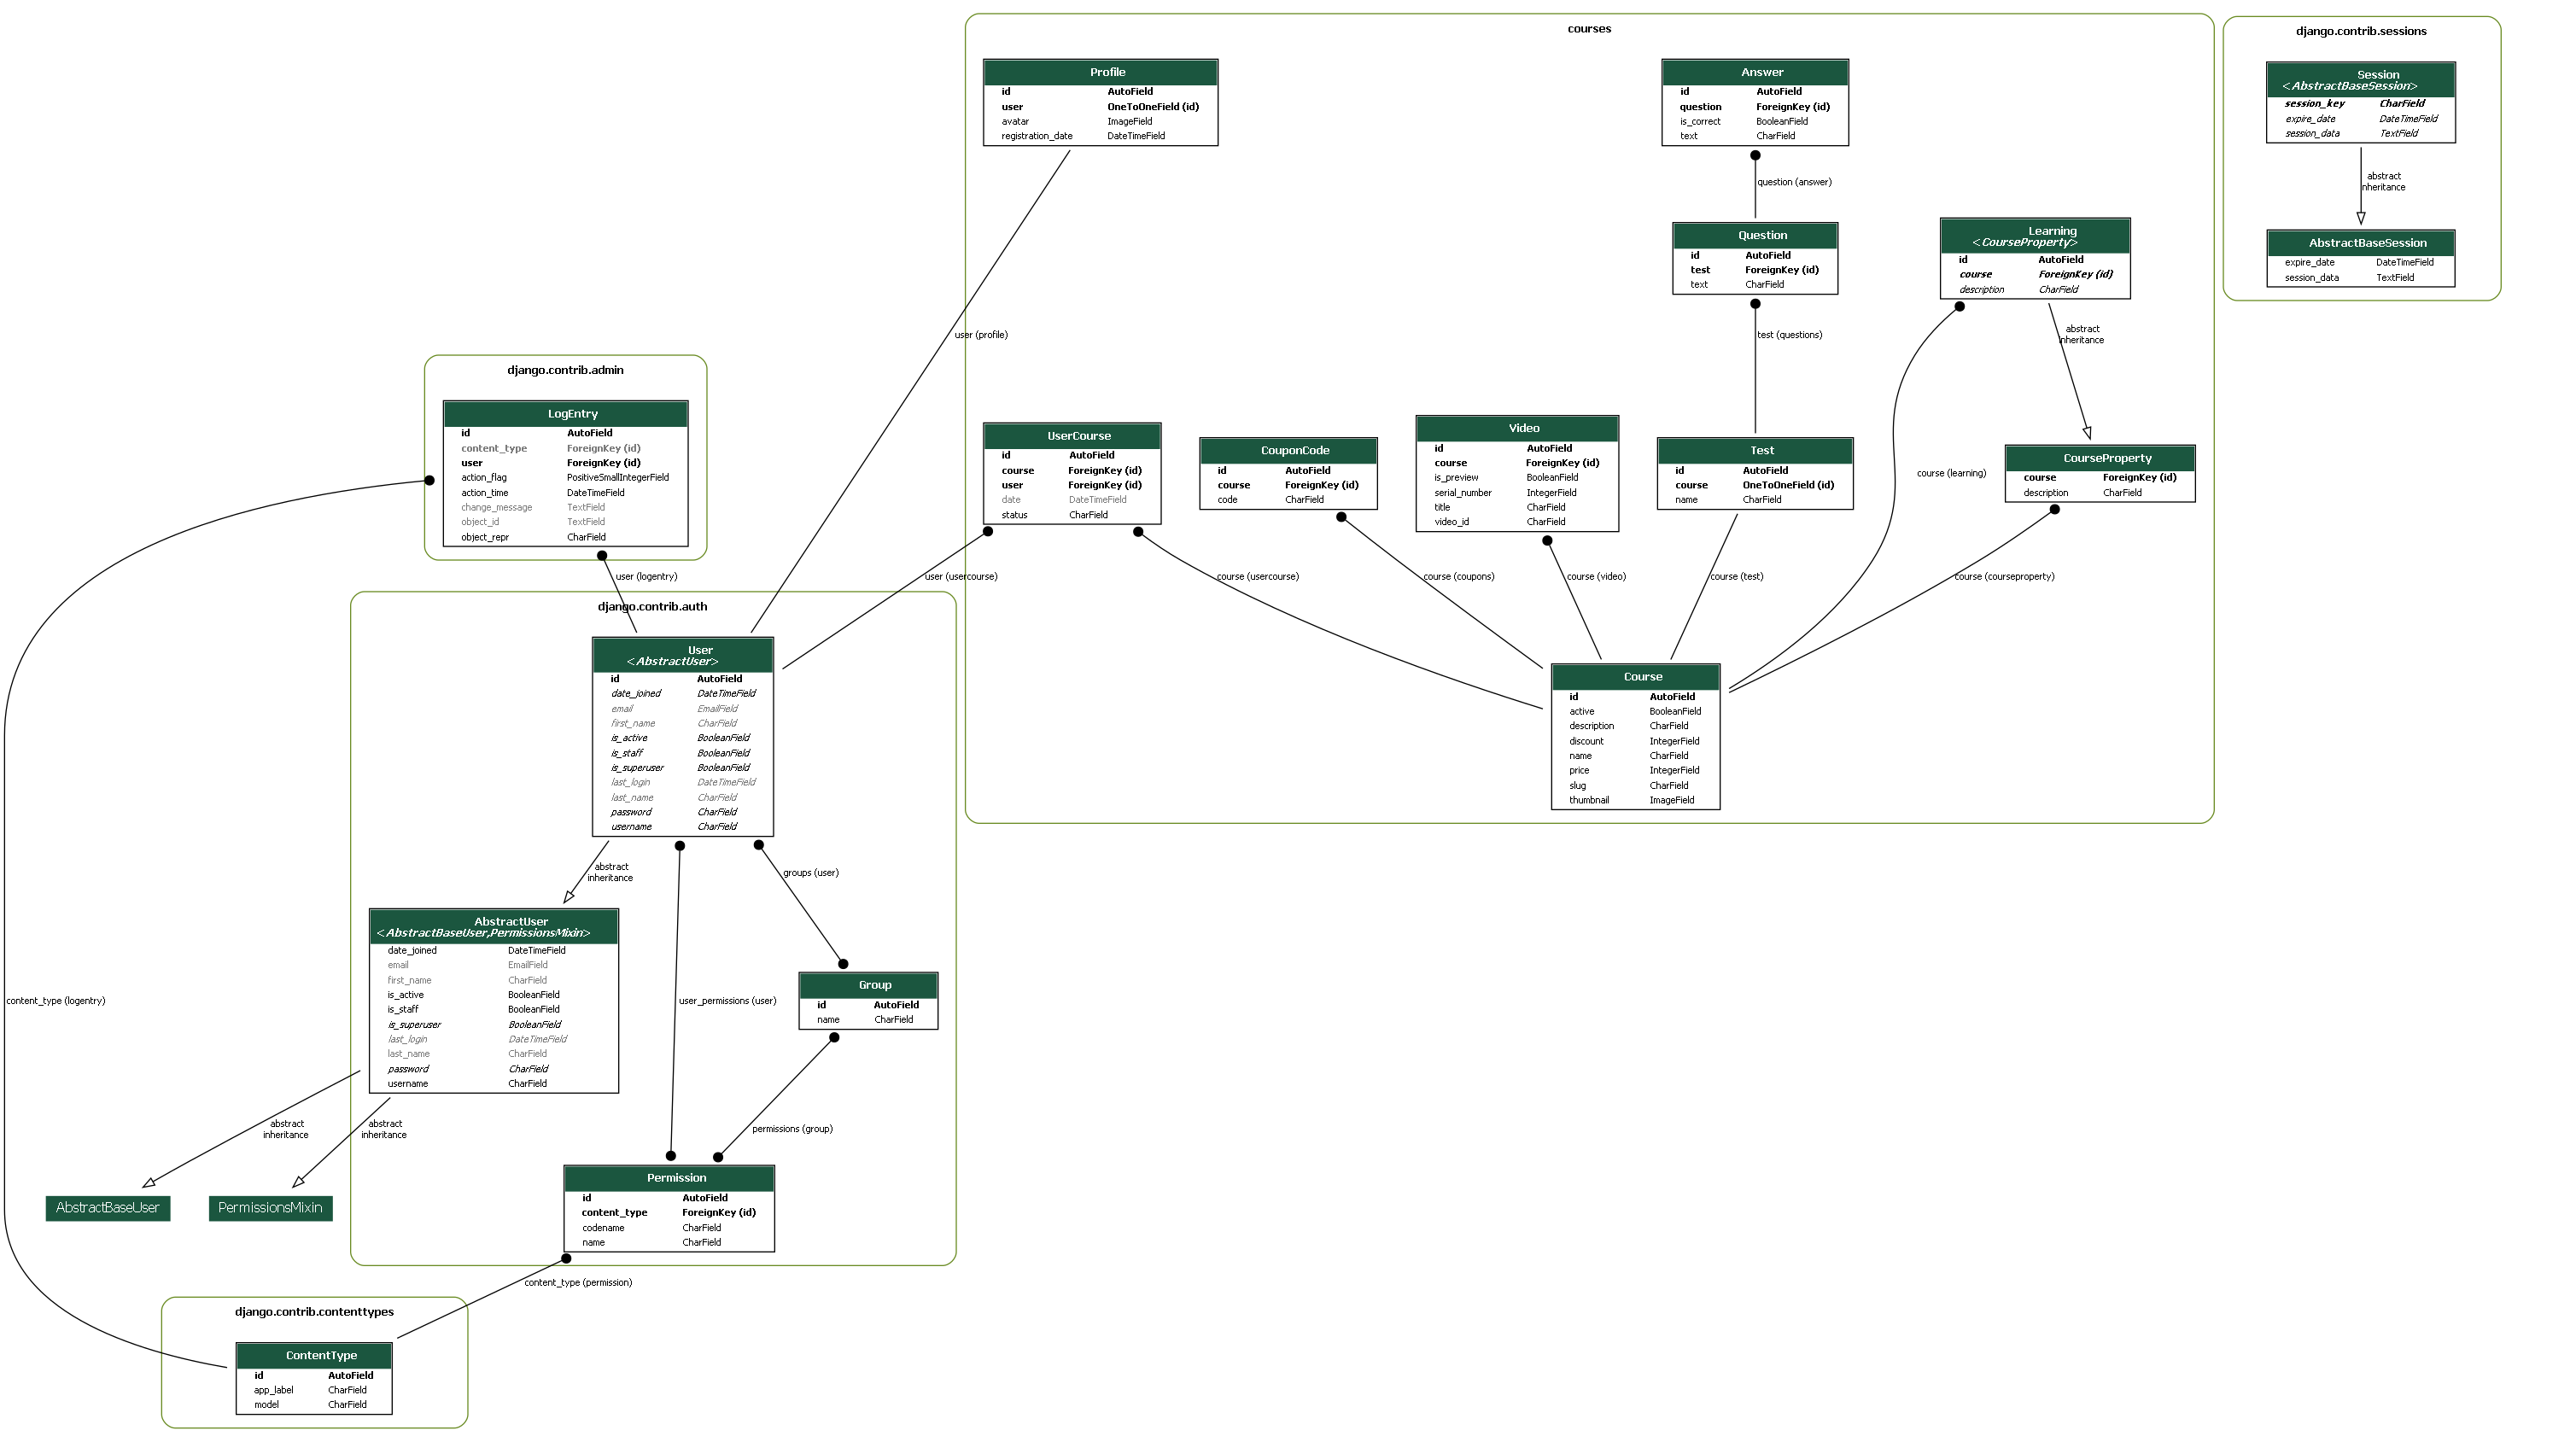 courses
Profile
id AutoField
user OneToOneField (id)
avatar ImageField
registration_date DateTimeField
Answer
id AutoField
question ForeignKey (id)
is_correct BooleanField
text CharField
question (answer)
Question
id AutoField
test ForeignKey (id)
text CharField
Learning
<CourseProperty>
id AutoField
course ForeignKey (id)
description CharField
user (profile)
test (questions)
abstract
inheritance
UserCourse
id AutoField
course ForeignKey (id)
user ForeignKey (id)
date DateTimeField
status CharField
CouponCode
id AutoField
course ForeignKey (id)
code CharField
Video
id AutoField
course ForeignKey (id)
is_preview BooleanField
serial_number IntegerField
title CharField
video_id CharField
Test
id AutoField
course OneToOneField (id)
name CharField
course (learning)
CourseProperty
course ForeignKey (id)
description CharField
user (usercourse)
course (usercourse)
course (coupons)
course (video)
course (test)
course (courseproperty)
Course
id AutoField
active BooleanField
description CharField
discount IntegerField
name CharField
price IntegerField
slug CharField
thumbnail ImageField
django.contrib.sessions
Session
<AbstractBaseSession>
session_key CharField
expire_date DateTimeField
session_data TextField
abstract
inheritance
AbstractBaseSession
expire_date DateTimeField
session_data TextField
django.contrib.admin
LogEntry
id AutoField
content_type ForeignKey (id)
user ForeignKey (id)
action_flag PositiveSmallIntegerField
action_time DateTimeField
change_message TextField
object_id TextField
object_repr CharField
user (logentry)
django.contrib.auth
User
<AbstractUser>
id AutoField
date_joined DateTimeField
email EmailField
first_name CharField
is_active BooleanField
is_staff BooleanField
is_superuser BooleanField
last_login DateTimeField
last_name CharField
password CharField
username CharField
abstract
inheritance
groups (user)
AbstractUser
<AbstractBaseUser,PermissionsMixin>
date_joined DateTimeField
email EmailField
first_name CharField
is_active BooleanField
is_staff BooleanField
is_superuser BooleanField
last_login DateTimeField
last_name CharField
password CharField
username CharField
Group
id AutoField
name CharField
content_type (logentry)
user_permissions (user)
abstract
inheritance
abstract
inheritance
permissions (group)
AbstractBaseUser
PermissionsMixin
Permission
id AutoField
content_type ForeignKey (id)
codename CharField
name CharField
content_type (permission)
django.contrib.contenttypes
ContentType
id AutoField
app_label CharField
model CharField